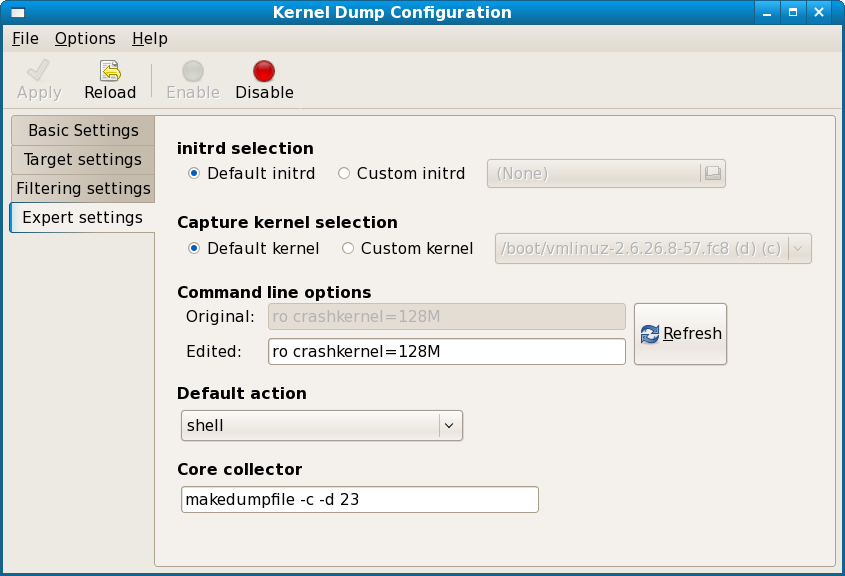 Kernel Dump Configuration
File Options Help
Apply Reload Enable Disable
Basic Settings
Target settings
Filtering settings
Expert settings
initrd selection
Default initrd Custom initrd (None)
Capture kernel selection
Default kernel Custom kernel /boot/vmlinuz-2.6.26.8-57.fc8 (d) (c)
Command line options
Original: ro crashkernel=128M
Edited: ro crashkernel=128M
Refresh
Default action
shell
Core collector
makedumpfile -c -d 23